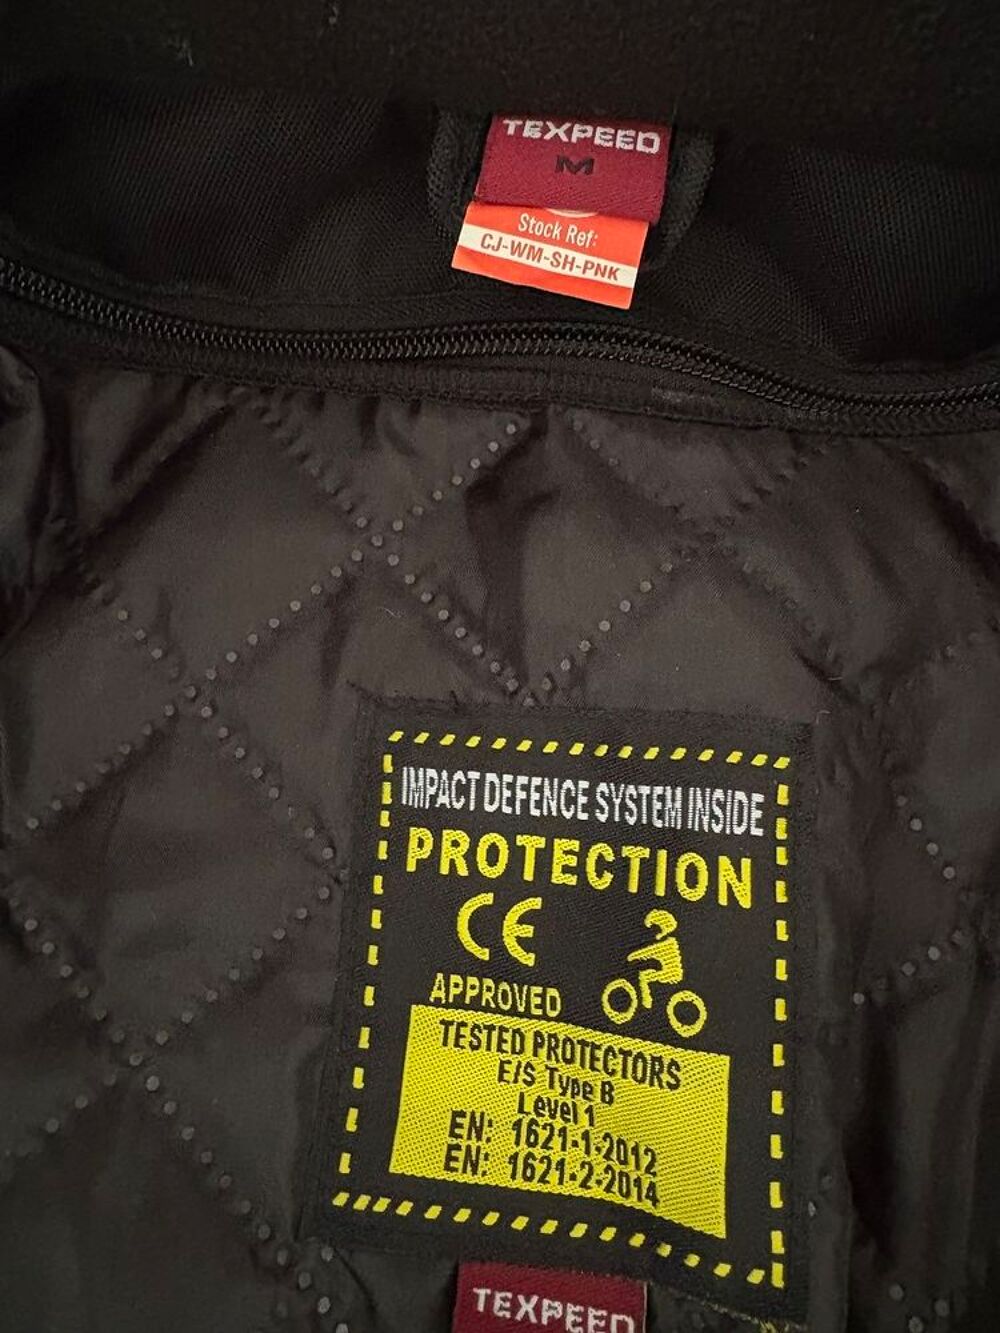 TEXPEED
M
Stock Ref:
CJ-WM-SH-PNK
IMPACT DEFENCE SYSTEM INSIDE
PROTECTION
CE
APPROVED
TESTED PROTECTORS
E/S Type B
Level 1
EN: 1621-1-2012
EN: 1621-2-2014
TEXPEED